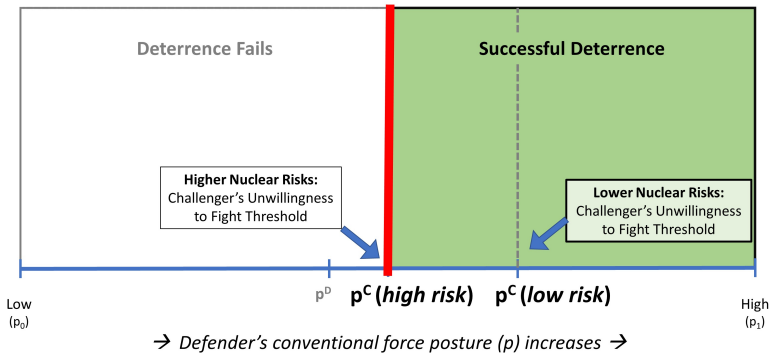 Deterrence Fails
Successful Deterrence
Higher Nuclear Risks:
Challenger's Unwillingness
to Fight Threshold
Lower Nuclear Risks:
Challenger's Unwillingness
to Fight Threshold
pᴰ
pᶜ (high risk)
pᶜ (low risk)
Low
(p₀)
High
(p₁)
→ Defender's conventional force posture (p) increases →